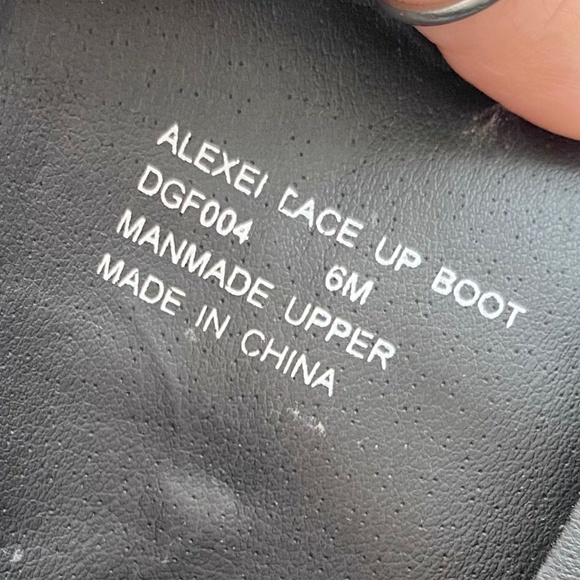 ALEXEI LACE UP BOOT
DGF004 6M
MANMADE UPPER
MADE IN CHINA